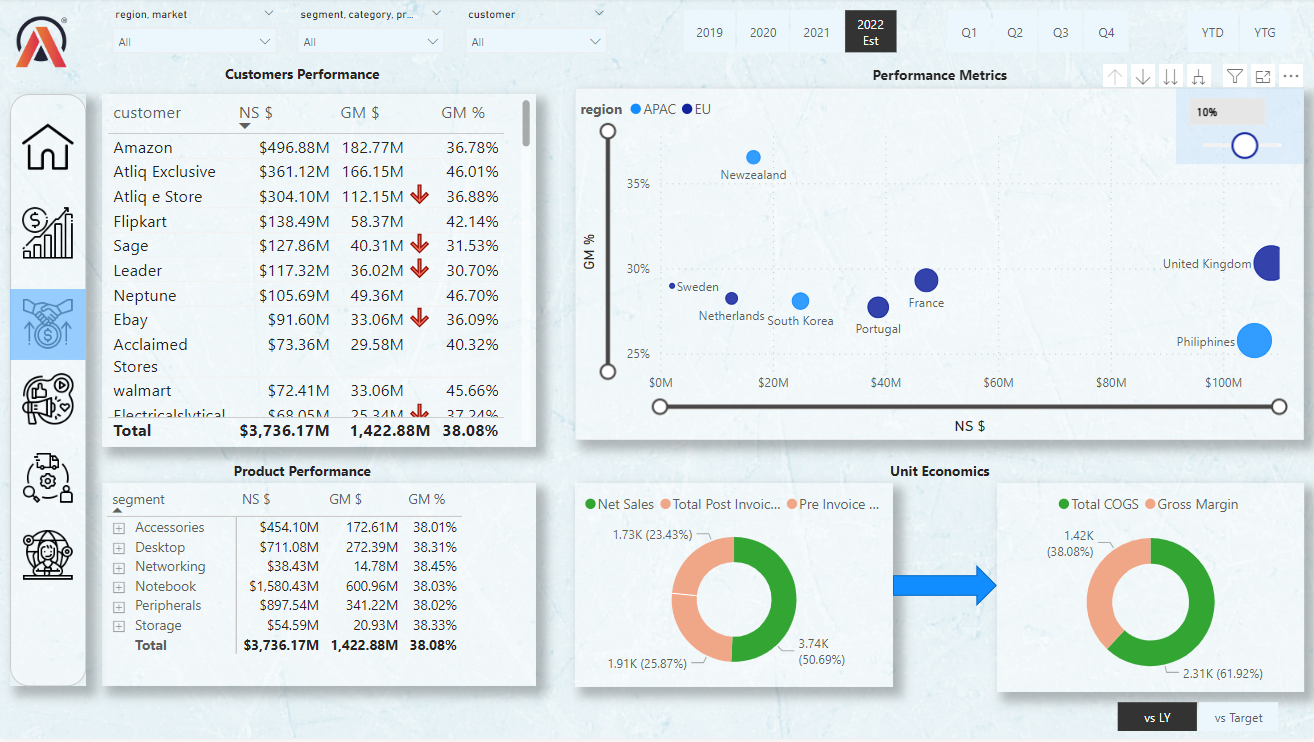 region, market
segment, category, pr...
customer
All
All
All
2019
2020
2021
2022
Est
Q1
Q2
Q3
Q4
YTD
YTG
Customers Performance
customer NS $ GM $ GM %
Amazon $496.88M 182.77M 36.78%
Atliq Exclusive $361.12M 166.15M 46.01%
Atliq e Store $304.10M 112.15M 36.88%
Flipkart $138.49M 58.37M 42.14%
Sage $127.86M 40.31M 31.53%
Leader $117.32M 36.02M 30.70%
Neptune $105.69M 49.36M 46.70%
Ebay $91.60M 33.06M 36.09%
Acclaimed $73.36M 29.58M 40.32%
Stores
walmart $72.41M 33.06M 45.66%
Electricalslytical $68.05M 25.34M 37.24%
Total $3,736.17M 1,422.88M 38.08%
Performance Metrics
region APAC EU
10%
GM %
35%
30%
25%
Newzealand
United Kingdom
Sweden
Netherlands
South Korea
France
Portugal
Philiphines
$0M $20M $40M $60M $80M $100M
NS $
Product Performance
segment NS $ GM $ GM %
Accessories $454.10M 172.61M 38.01%
Desktop $711.08M 272.39M 38.31%
Networking $38.43M 14.78M 38.45%
Notebook $1,580.43M 600.96M 38.03%
Peripherals $897.54M 341.22M 38.02%
Storage $54.59M 20.93M 38.33%
Total $3,736.17M 1,422.88M 38.08%
Unit Economics
Net Sales Total Post Invoic... Pre Invoice ...
1.73K (23.43%)
1.91K (25.87%)
3.74K
(50.69%)
Total COGS Gross Margin
1.42K
(38.08%)
2.31K (61.92%)
vs LY
vs Target